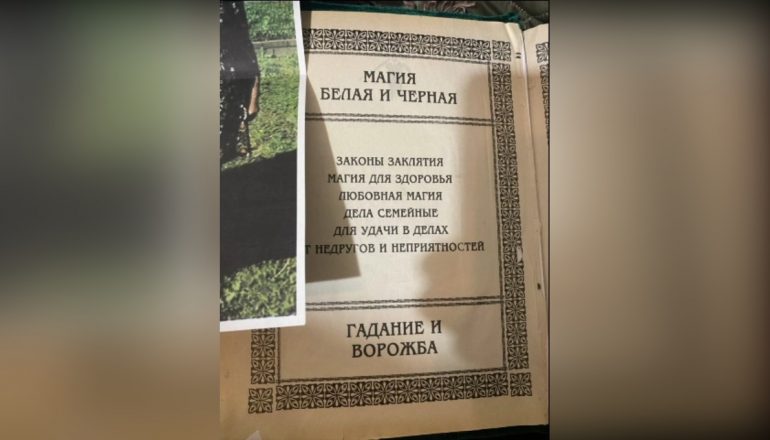 МАГИЯ
БЕЛАЯ И ЧЕРНАЯ
ЗАКОНЫ ЗАКЛЯТИЯ
МАГИЯ ДЛЯ ЗДОРОВЬЯ
ЛЮБОВНАЯ МАГИЯ
ДЕЛА СЕМЕЙНЫЕ
ДЛЯ УДАЧИ В ДЕЛАХ
НЕДРУГОВ И НЕПРИЯТНОСТЕЙ
ГАДАНИЕ И
ВОРОЖБА